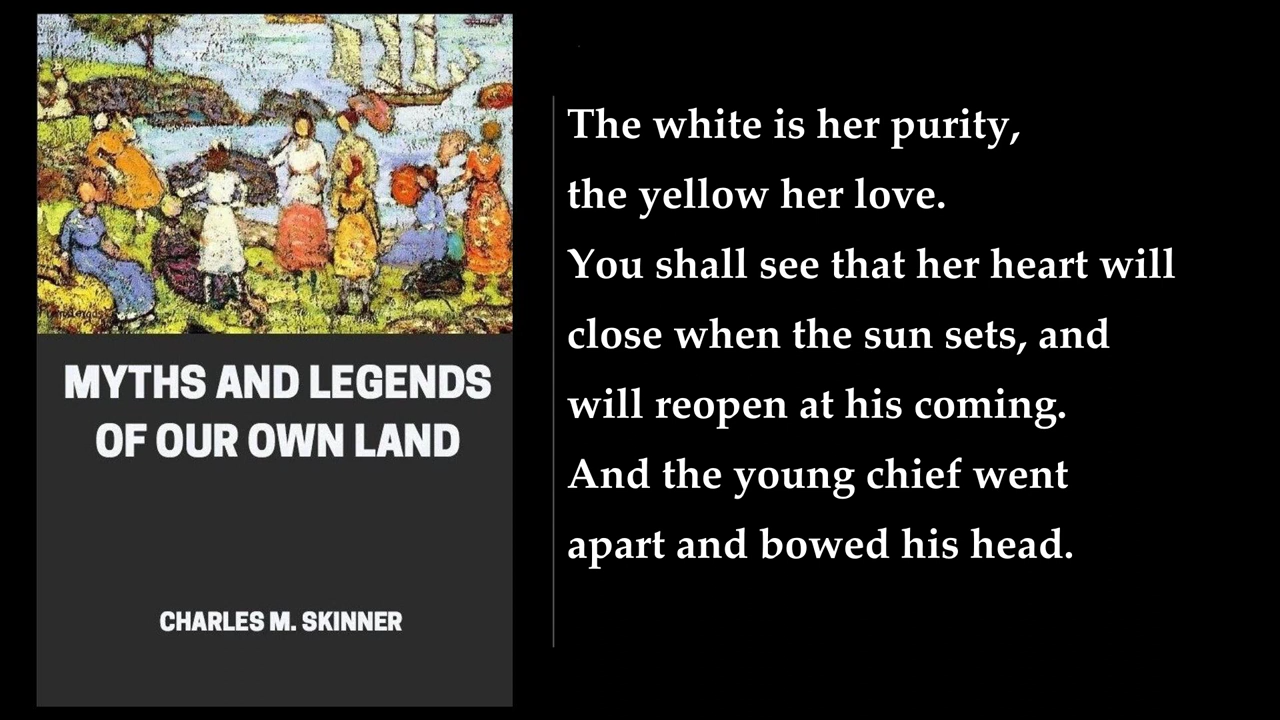 MYTHS AND LEGENDS
OF OUR OWN LAND
CHARLES M. SKINNER
The white is her purity,
the yellow her love.
You shall see that her heart will
close when the sun sets, and
will reopen at his coming.
And the young chief went
apart and bowed his head.